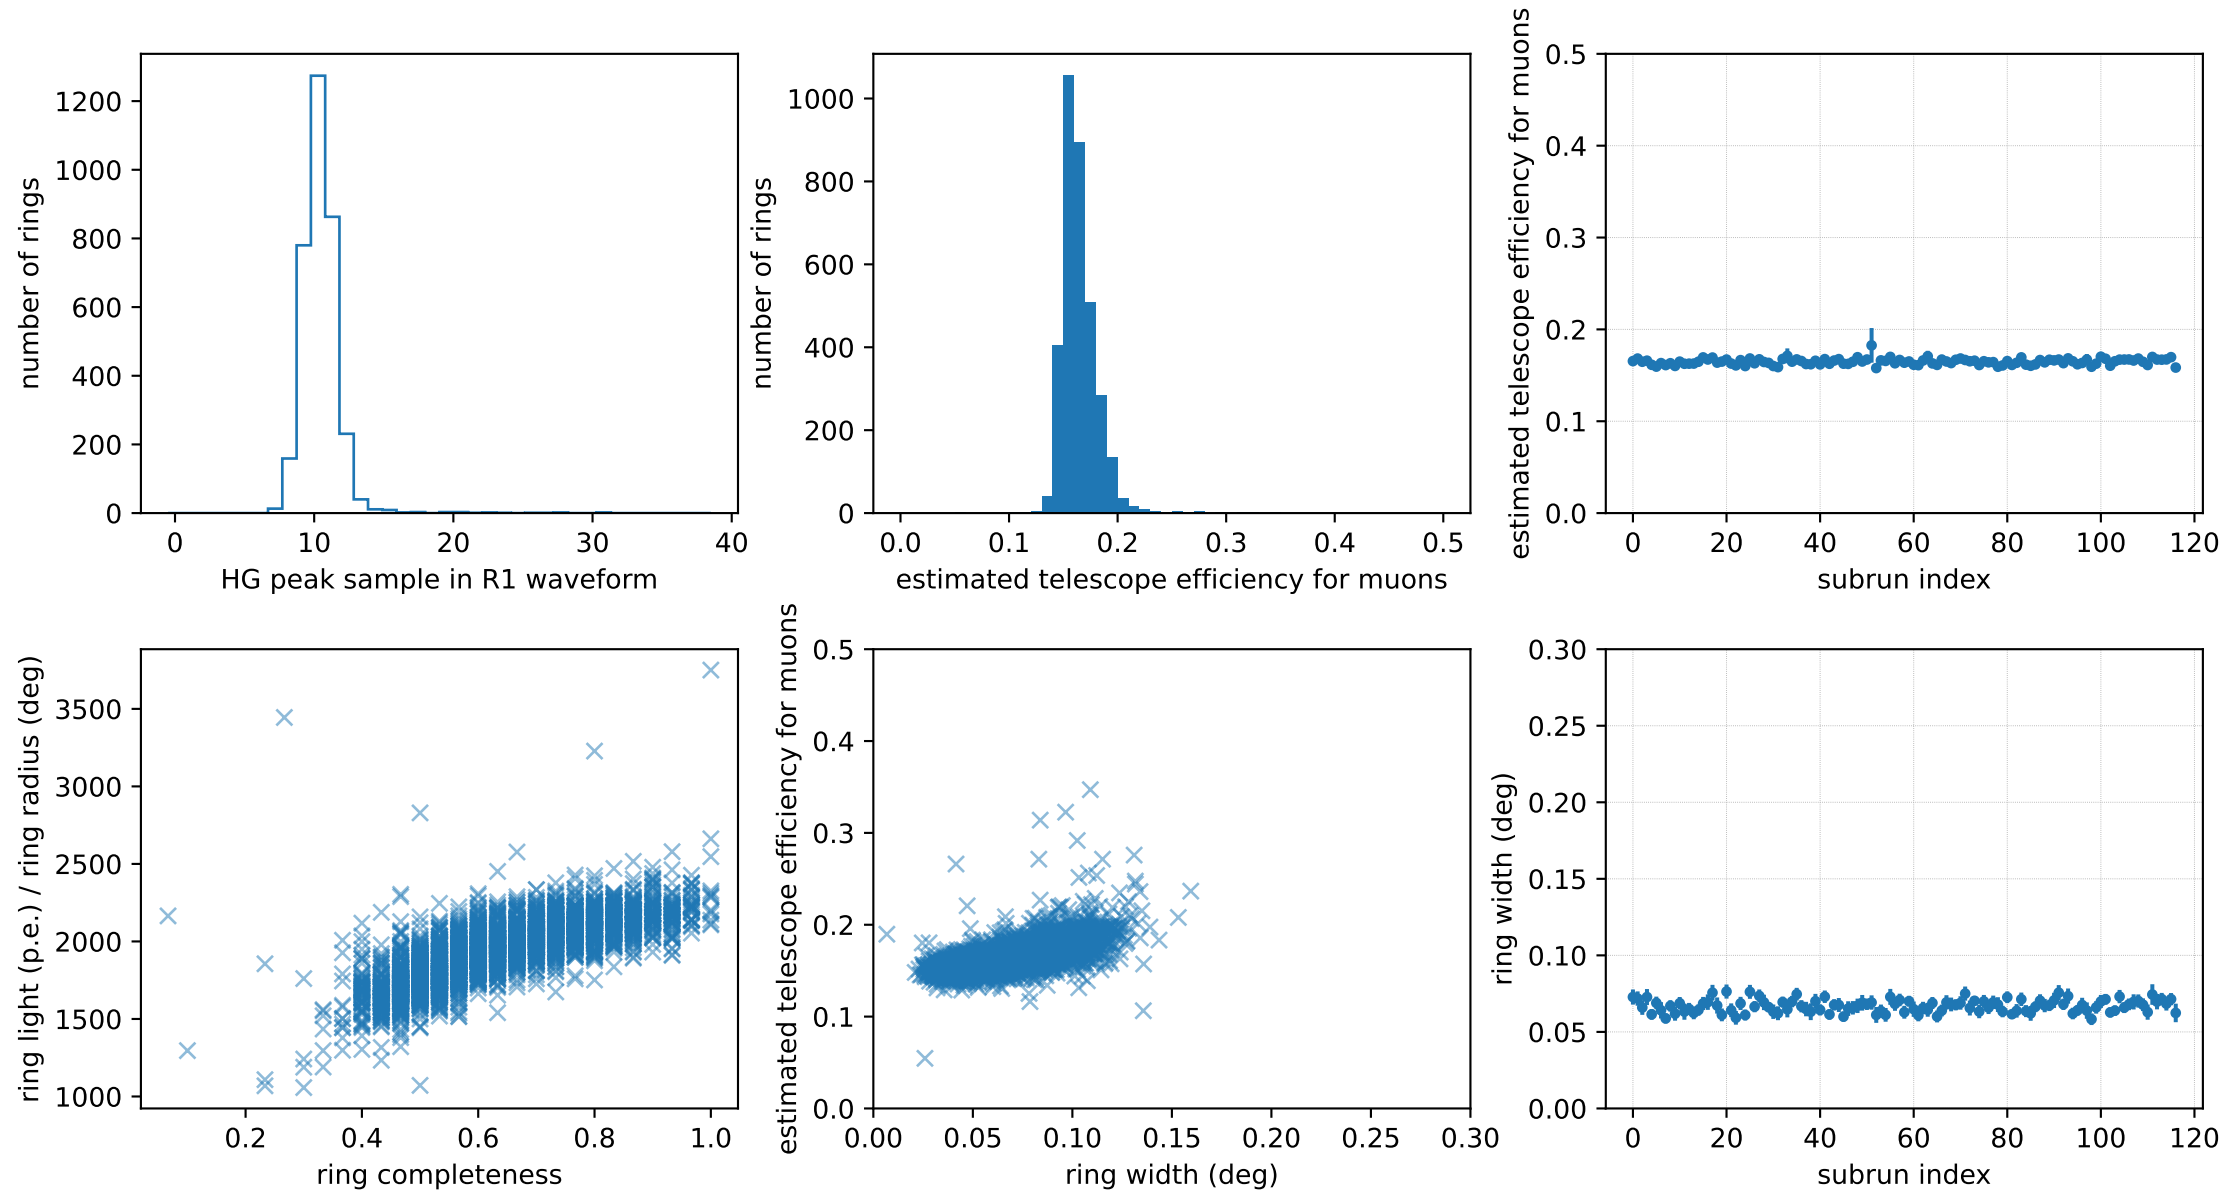 number of rings
0
200
400
600
800
1000
1200
0 10 20 30 40
HG peak sample in R1 waveform
number of rings
0
200
400
600
800
1000
0.0 0.1 0.2 0.3 0.4 0.5
estimated telescope efficiency for muons
estimated telescope efficiency for muons
0.0
0.1
0.2
0.3
0.4
0.5
0 20 40 60 80 100 120
subrun index
ring light (p.e.) / ring radius (deg)
1000
1500
2000
2500
3000
3500
0.2 0.4 0.6 0.8 1.0
ring completeness
estimated telescope efficiency for muons
0.0
0.1
0.2
0.3
0.4
0.5
0.00 0.05 0.10 0.15 0.20 0.25 0.30
ring width (deg)
ring width (deg)
0.00
0.05
0.10
0.15
0.20
0.25
0.30
0 20 40 60 80 100 120
subrun index